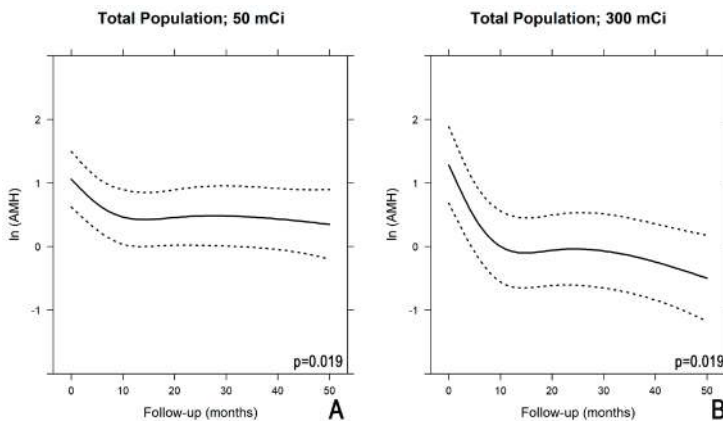 Total Population; 50 mCi
ln (AMH)
2
1
0
-1
p=0.019
0 10 20 30 40 50
Follow-up (months)
A
Total Population; 300 mCi
ln (AMH)
2
1
0
-1
p=0.019
0 10 20 30 40 50
Follow-up (months)
B